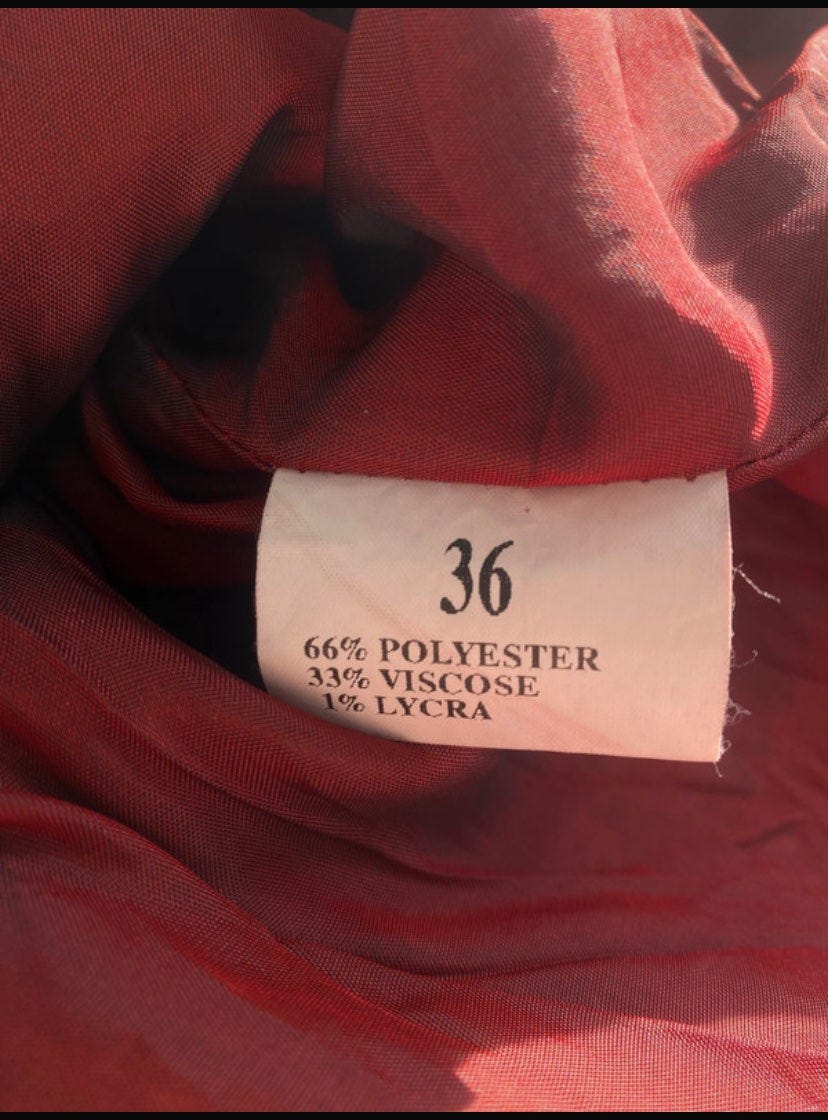 36
66% POLYESTER
33% VISCOSE
1% LYCRA